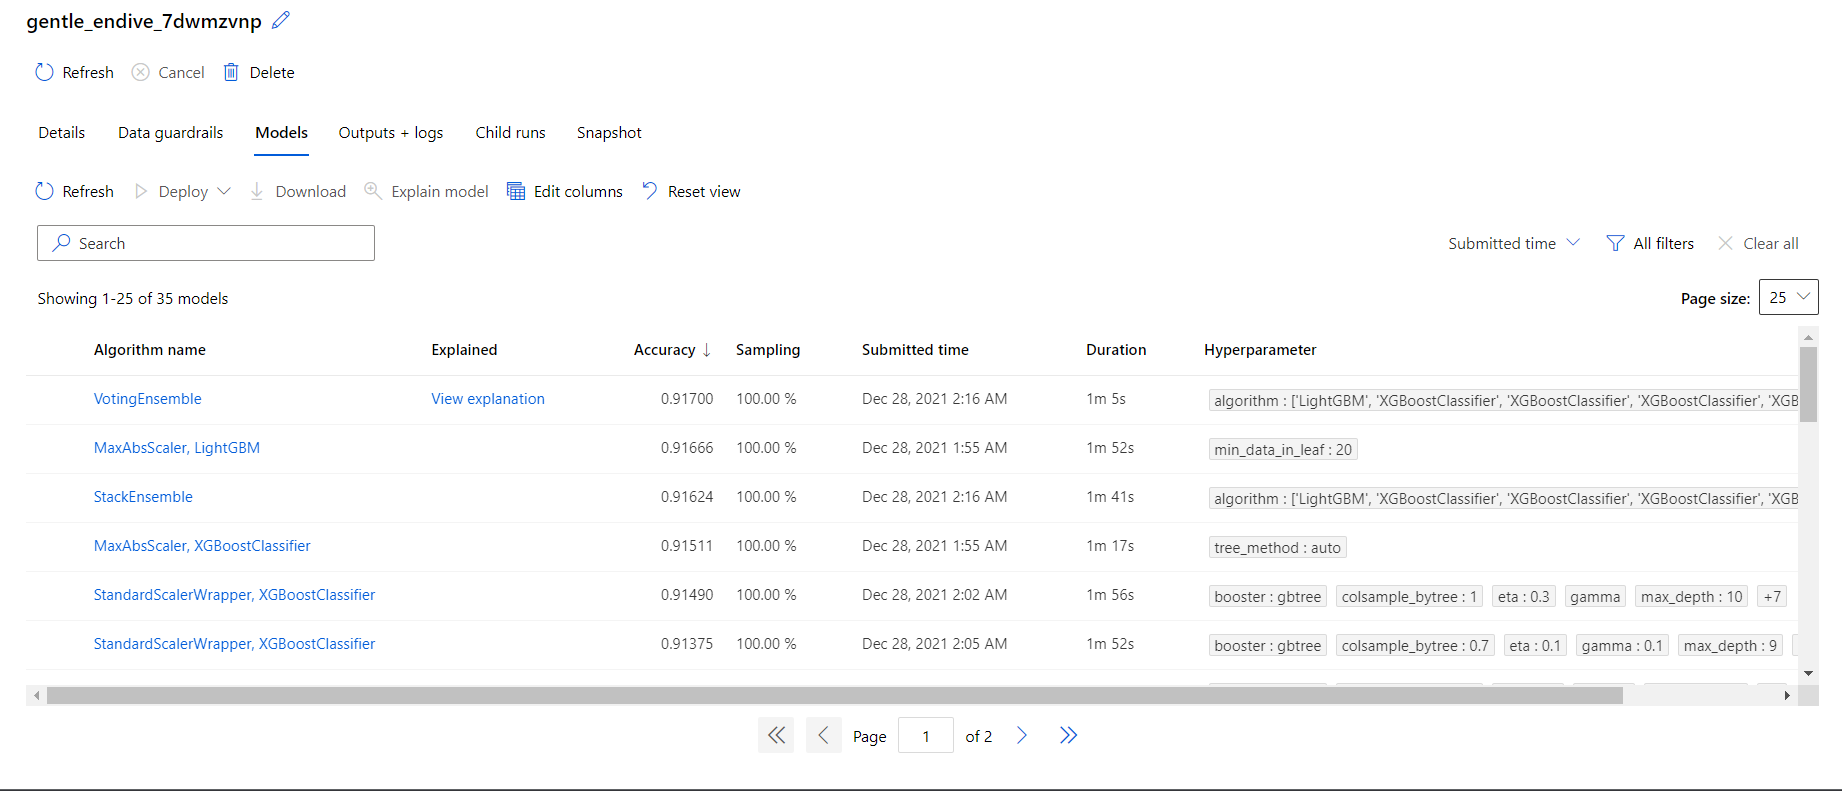 gentle_endive_7dwmzvnp
Refresh Cancel Delete
Details Data guardrails Models Outputs + logs Child runs Snapshot
Refresh Deploy Download Explain model Edit columns Reset view
Search
Submitted time All filters Clear all
Showing 1-25 of 35 models
Page size: 25
Algorithm name Explained Accuracy ↓ Sampling Submitted time Duration Hyperparameter
VotingEnsemble View explanation 0.91700 100.00 % Dec 28, 2021 2:16 AM 1m 5s algorithm : ['LightGBM', 'XGBoostClassifier', 'XGBoostClassifier', 'XGBoostClassifier', 'XGB
MaxAbsScaler, LightGBM 0.91666 100.00 % Dec 28, 2021 1:55 AM 1m 52s min_data_in_leaf : 20
StackEnsemble 0.91624 100.00 % Dec 28, 2021 2:16 AM 1m 41s algorithm : ['LightGBM', 'XGBoostClassifier', 'XGBoostClassifier', 'XGBoostClassifier', 'XGB
MaxAbsScaler, XGBoostClassifier 0.91511 100.00 % Dec 28, 2021 1:55 AM 1m 17s tree_method : auto
StandardScalerWrapper, XGBoostClassifier 0.91490 100.00 % Dec 28, 2021 2:02 AM 1m 56s booster : gbtree colsample_bytree : 1 eta : 0.3 gamma max_depth : 10 +7
StandardScalerWrapper, XGBoostClassifier 0.91375 100.00 % Dec 28, 2021 2:05 AM 1m 52s booster : gbtree colsample_bytree : 0.7 eta : 0.1 gamma : 0.1 max_depth : 9
Page 1 of 2